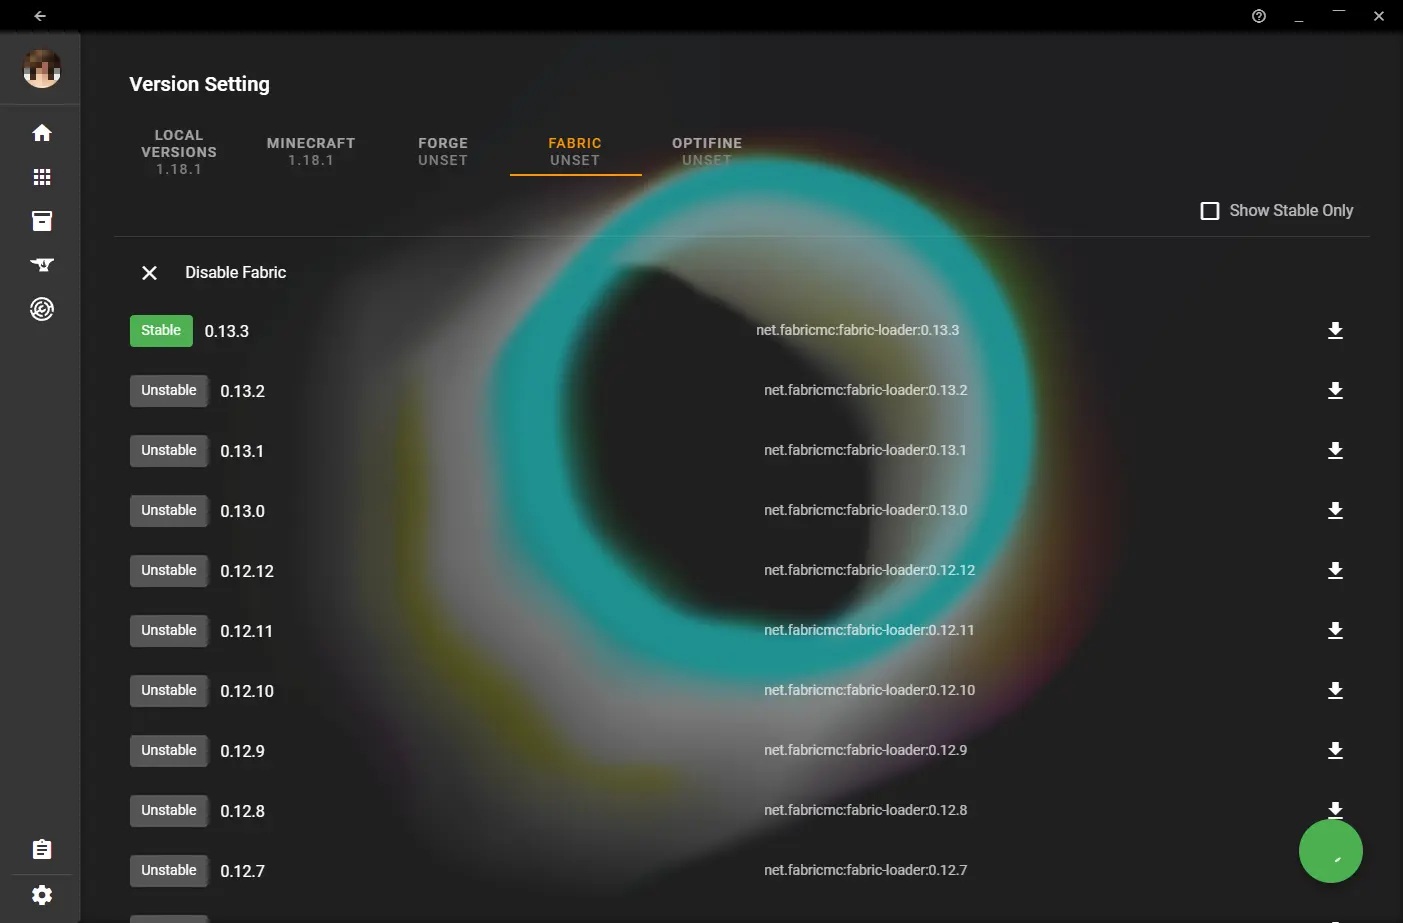 Version Setting
LOCAL VERSIONS 1.18.1
MINECRAFT 1.18.1
FORGE UNSET
FABRIC UNSET
OPTIFINE UNSET
Show Stable Only
Disable Fabric
Stable 0.13.3 net.fabricmc:fabric-loader:0.13.3
Unstable 0.13.2 net.fabricmc:fabric-loader:0.13.2
Unstable 0.13.1 net.fabricmc:fabric-loader:0.13.1
Unstable 0.13.0 net.fabricmc:fabric-loader:0.13.0
Unstable 0.12.12 net.fabricmc:fabric-loader:0.12.12
Unstable 0.12.11 net.fabricmc:fabric-loader:0.12.11
Unstable 0.12.10 net.fabricmc:fabric-loader:0.12.10
Unstable 0.12.9 net.fabricmc:fabric-loader:0.12.9
Unstable 0.12.8 net.fabricmc:fabric-loader:0.12.8
Unstable 0.12.7 net.fabricmc:fabric-loader:0.12.7